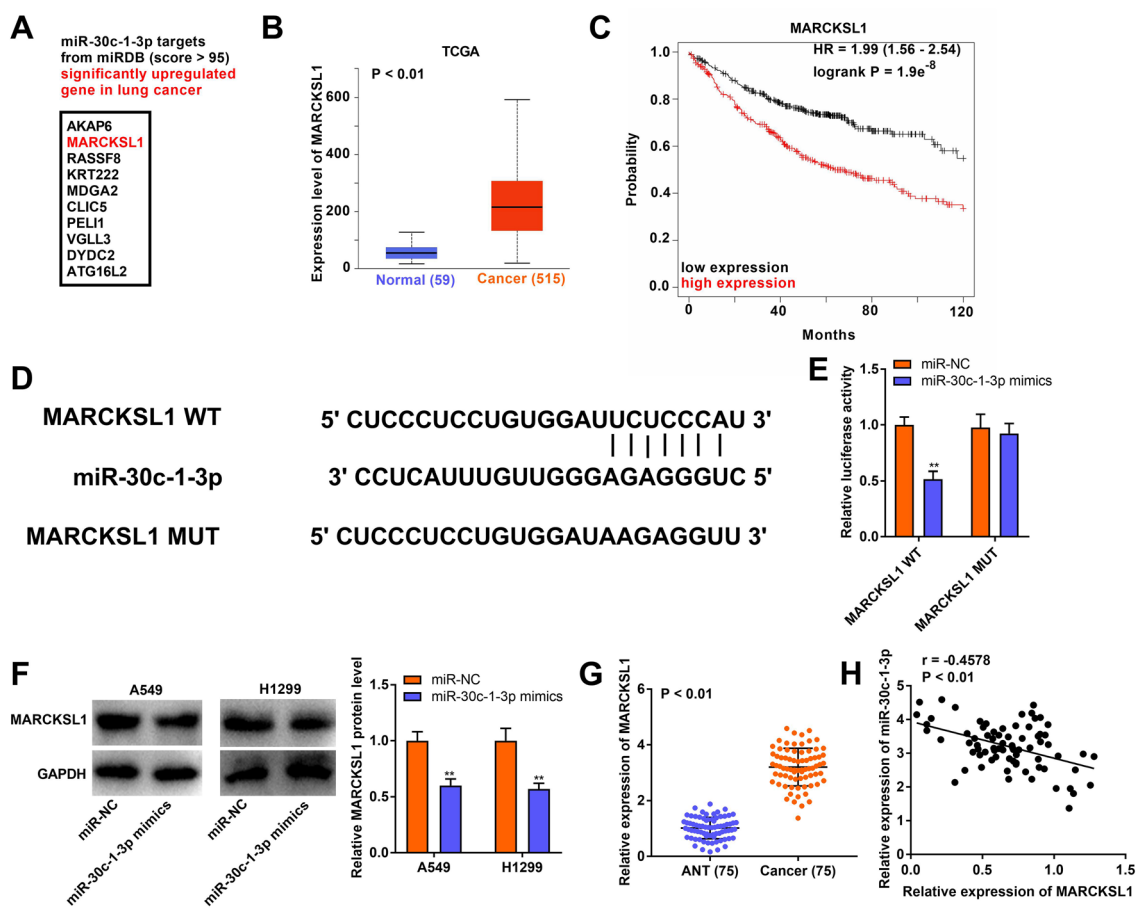 A
miR-30c-1-3p targets
from miRDB (score > 95)
significantly upregulated
gene in lung cancer
AKAP6
MARCKSL1
RASSF8
KRT222
MDGA2
CLIC5
PELI1
VGLL3
DYDC2
ATG16L2
B
TCGA
P < 0.01
Expression level of MARCKSL1
600
400
200
0
Normal (59)
Cancer (515)
C
MARCKSL1
HR = 1.99 (1.56 - 2.54)
logrank P = 1.9e-8
Probability
1.0
0.8
0.6
0.4
0.2
0.0
low expression
high expression
0
40
80
120
Months
D
MARCKSL1 WT
5' CUCCCUCCUGUGGAUUCUCCCAU 3'
miR-30c-1-3p
3' CCUCAUUUGUUGGGAGAGGGUC 5'
MARCKSL1 MUT
5' CUCCCUCCUGUGGAUAAGAGGUU 3'
E
miR-NC
miR-30c-1-3p mimics
Relative luciferase activity
1.5
1.0
0.5
0.0
**
MARCKSL1 WT
MARCKSL1 MUT
F
A549
H1299
MARCKSL1
GAPDH
miR-NC
miR-30c-1-3p mimics
miR-NC
miR-30c-1-3p mimics
miR-NC
miR-30c-1-3p mimics
Relative MARCKSL1 protein level
1.5
1.0
0.5
0.0
**
**
A549
H1299
G
P < 0.01
Relative expression of MARCKSL1
6
4
2
0
ANT (75)
Cancer (75)
H
r = -0.4578
P < 0.01
Relative expression of miR-30c-1-3p
5
4
3
2
1
0
0.0
0.5
1.0
1.5
Relative expression of MARCKSL1